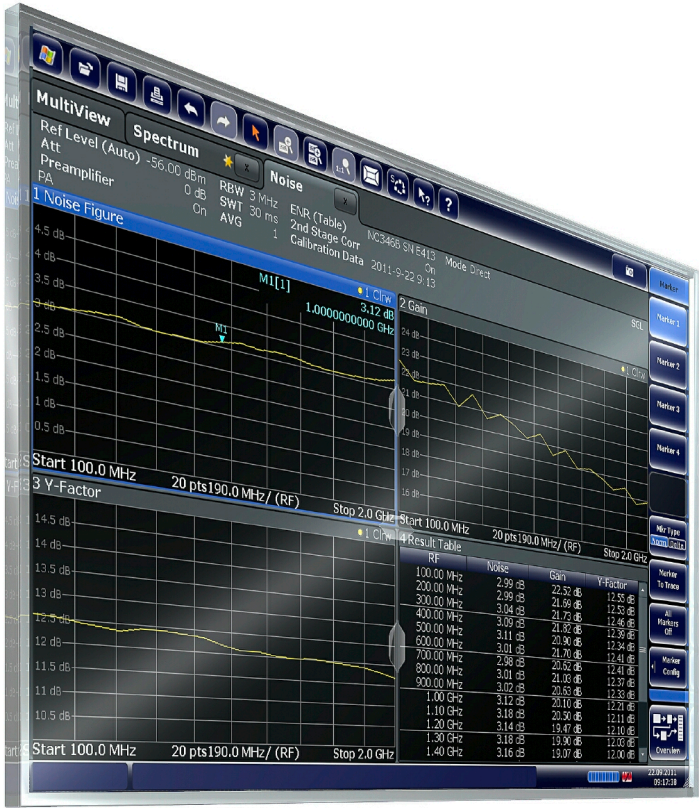 MultiView
Spectrum
Noise
Ref Level (Auto) -56.00 dBm RBW 3 MHz ENR (Table) NC346B SN E413 Mode Direct
Att 0 dB SWT 30 ms 2nd Stage Corr On
Preamplifier On AVG 1 Calibration Data 2011-9-22 9:13
PA
SGL
1 Noise Figure
1 Clrw
M1[1] 3.12 dB
1.0000000000 GHz
4.5 dB
4 dB
3.5 dB
3 dB
2.5 dB
2 dB
1.5 dB
1 dB
0.5 dB
M1
Start 100.0 MHz 20 pts 190.0 MHz/ (RF) Stop 2.0 GHz
2 Gain
1 Clrw
24 dB
23 dB
22 dB
21 dB
20 dB
19 dB
18 dB
17 dB
16 dB
Start 100.0 MHz 20 pts 190.0 MHz/ (RF) Stop 2.0 GHz
3 Y-Factor
1 Clrw
14.5 dB
14 dB
13.5 dB
13 dB
12.5 dB
12 dB
11.5 dB
11 dB
10.5 dB
Start 100.0 MHz 20 pts 190.0 MHz/ (RF) Stop 2.0 GHz
4 Result Table
RF Noise Gain Y-Factor
100.00 MHz 2.99 dB 22.52 dB 12.55 dB
200.00 MHz 2.99 dB 21.69 dB 12.53 dB
300.00 MHz 3.04 dB 21.73 dB 12.46 dB
400.00 MHz 3.09 dB 21.82 dB 12.39 dB
500.00 MHz 3.11 dB 20.90 dB 12.34 dB
600.00 MHz 3.01 dB 21.70 dB 12.41 dB
700.00 MHz 2.98 dB 20.62 dB 12.41 dB
800.00 MHz 3.01 dB 21.03 dB 12.37 dB
900.00 MHz 3.02 dB 20.63 dB 12.33 dB
1.00 GHz 3.12 dB 20.10 dB 12.21 dB
1.10 GHz 3.18 dB 20.50 dB 12.11 dB
1.20 GHz 3.14 dB 19.47 dB 12.10 dB
1.30 GHz 3.18 dB 19.90 dB 12.03 dB
1.40 GHz 3.16 dB 19.07 dB 12.00 dB
Marker
Marker 1
Marker 2
Marker 3
Marker 4
Mkr Type
Norm Delta
Marker
To Trace
All
Markers
Off
Marker
Config
Overview
22.09.2011
09:17:38